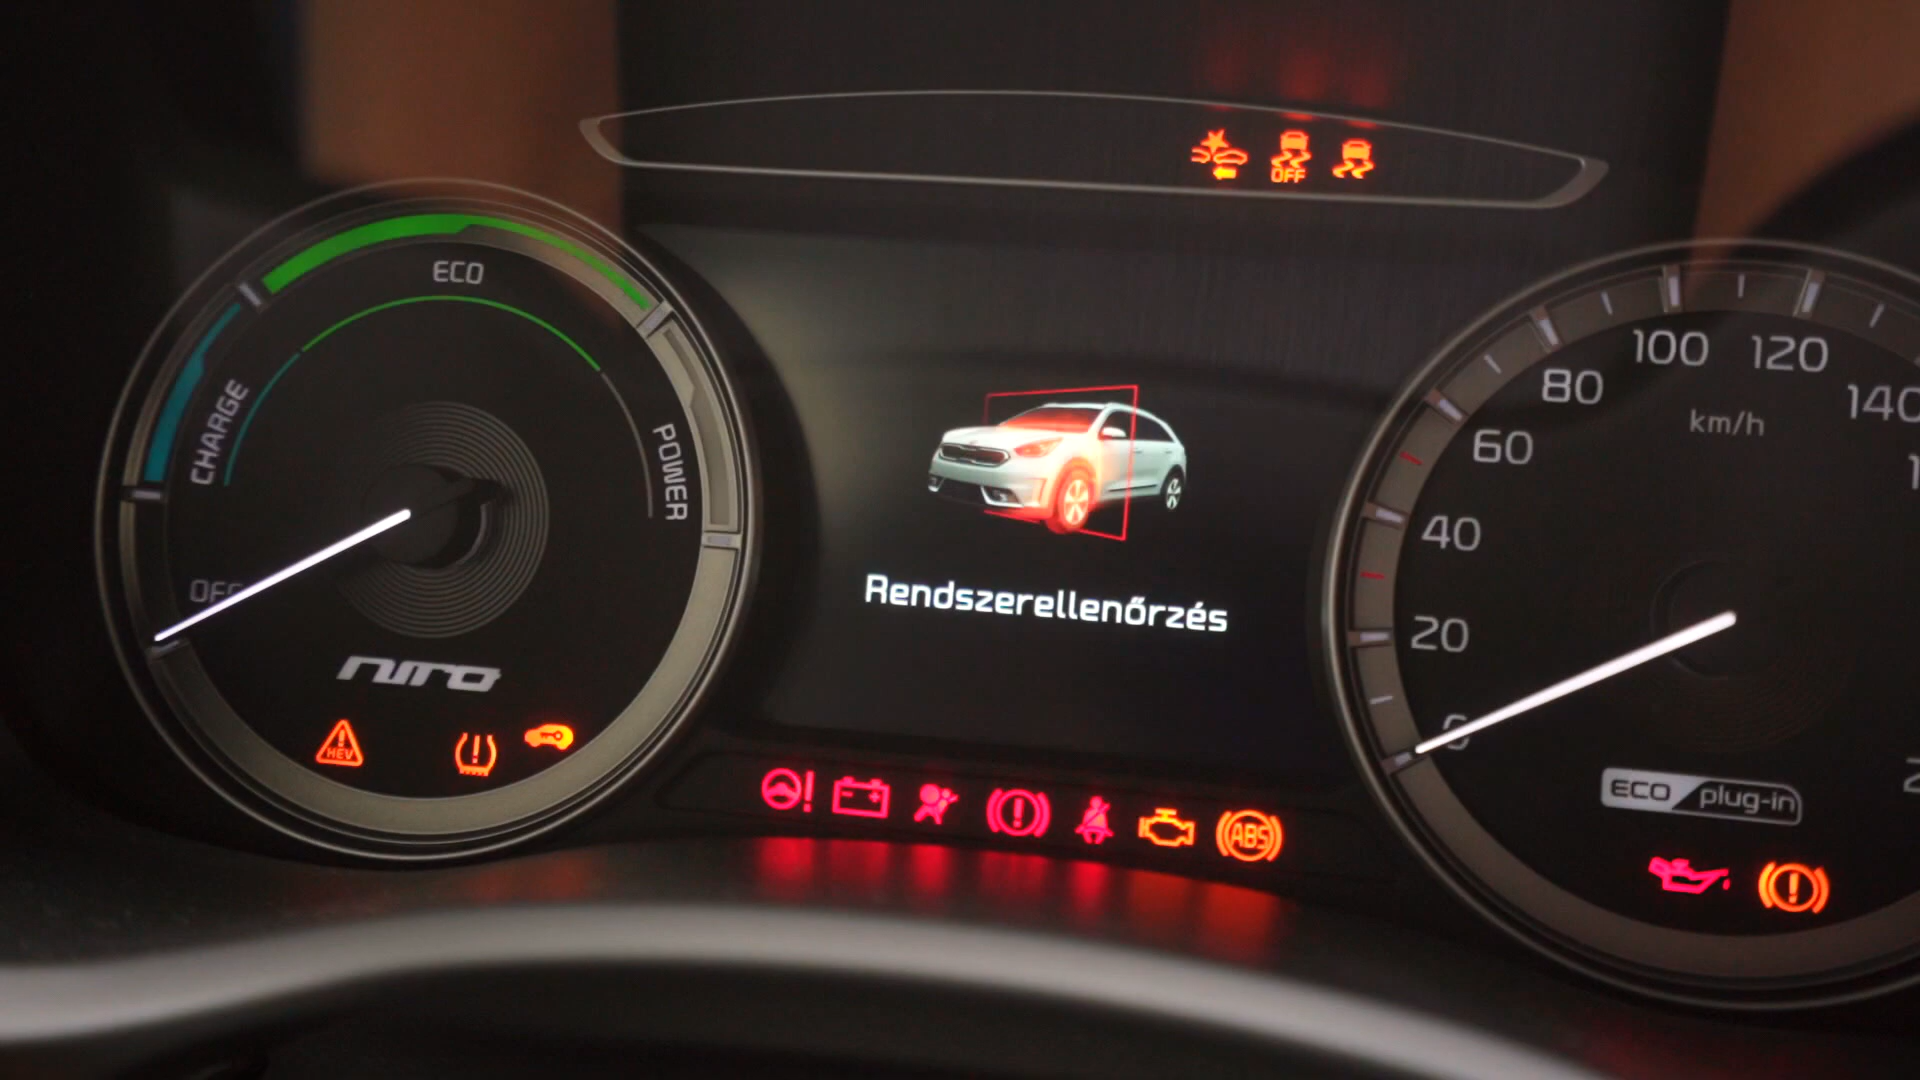 OFF
ECO
CHARGE
POWER
OFF
NIRO
HEV
Rendszerellenőrzés
ABS
0
20
40
60
80
100
120
140
km/h
ECO plug-in